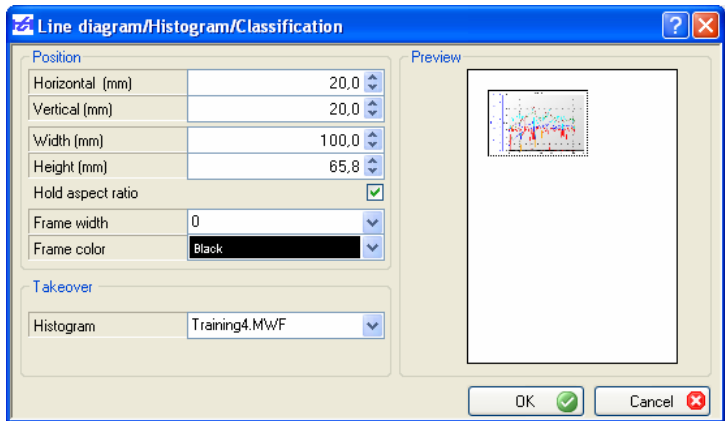 Line diagram/Histogram/Classification
Position
Horizontal (mm) 20,0
Vertical (mm) 20,0
Width (mm) 100,0
Height (mm) 65,8
Hold aspect ratio
Frame width 0
Frame color Black
Takeover
Histogram Training4.MWF
Preview
OK Cancel